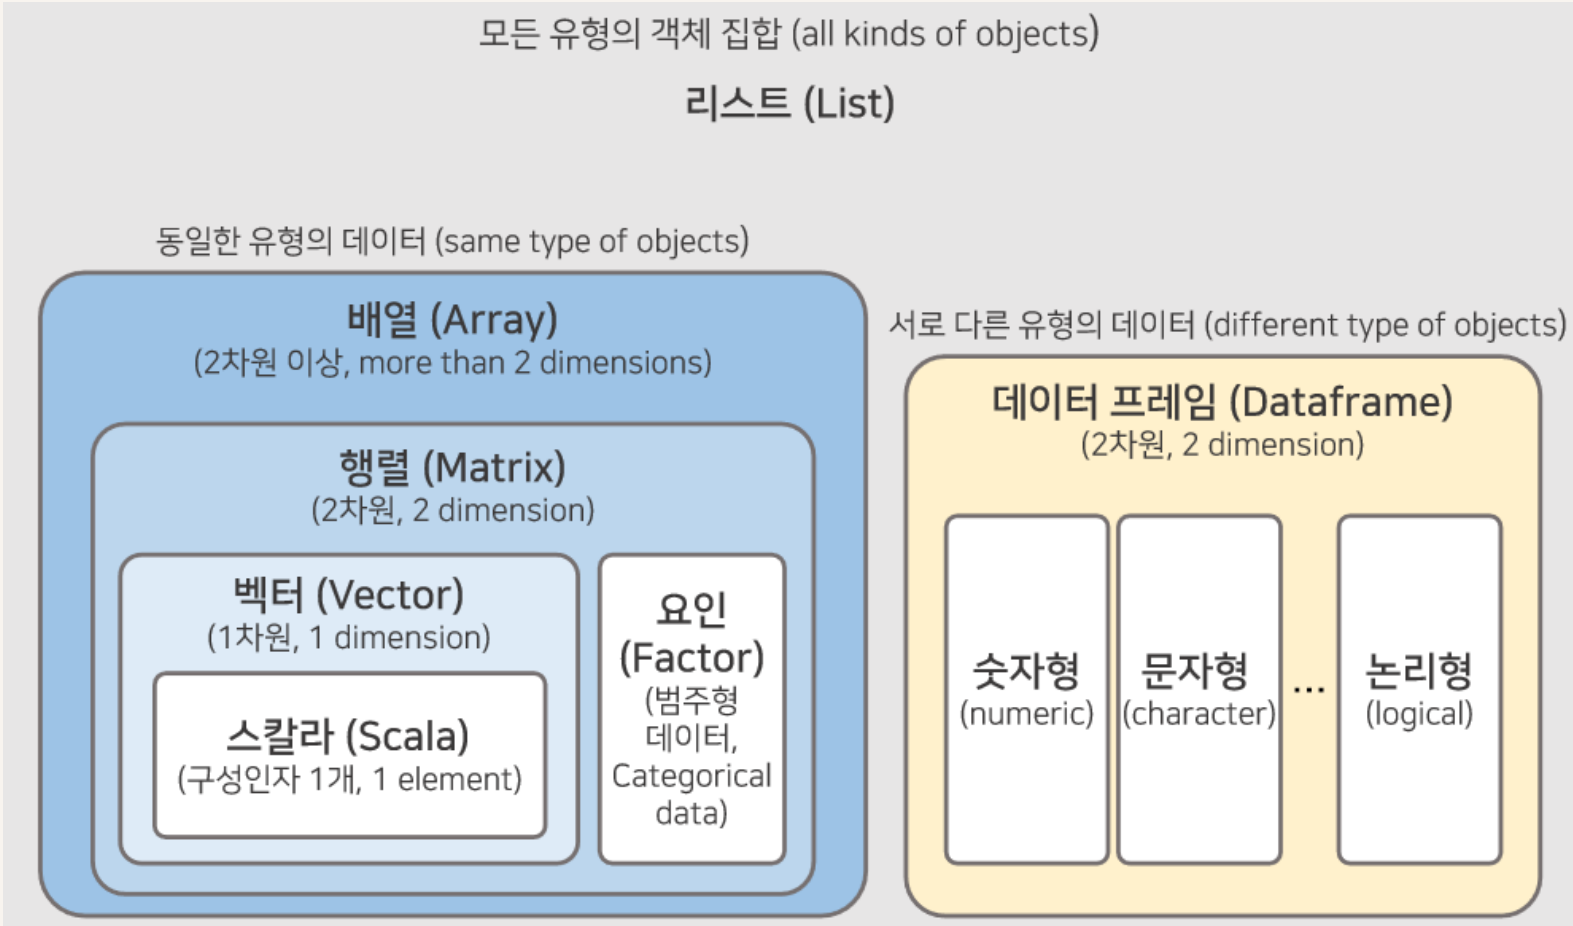 모든 유형의 객체 집합 (all kinds of objects)
리스트 (List)
동일한 유형의 데이터 (same type of objects)
배열 (Array)
(2차원 이상, more than 2 dimensions)
행렬 (Matrix)
(2차원, 2 dimension)
벡터 (Vector)
(1차원, 1 dimension)
스칼라 (Scala)
(구성인자 1개, 1 element)
요인
(Factor)
(범주형
데이터,
Categorical
data)
서로 다른 유형의 데이터 (different type of objects)
데이터 프레임 (Dataframe)
(2차원, 2 dimension)
숫자형
(numeric)
문자형
(character)
...
논리형
(logical)